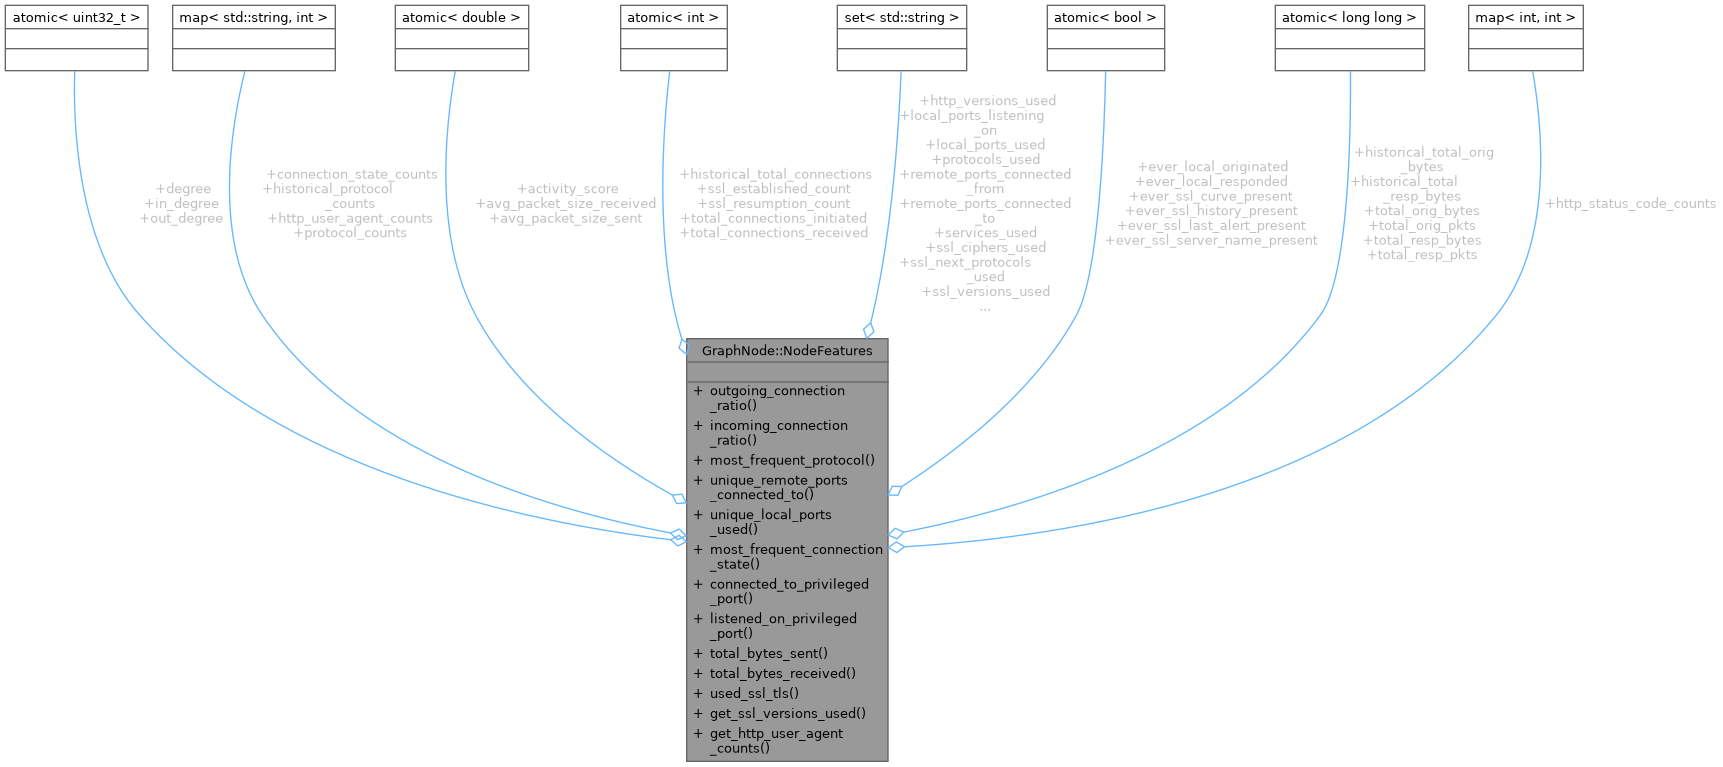 atomic< uint32_t >
map< std::string, int >
atomic< double >
atomic< int >
set< std::string >
atomic< bool >
atomic< long long >
map< int, int >
+degree
+in_degree
+out_degree
+connection_state_counts
+historical_protocol
_counts
+http_user_agent_counts
+protocol_counts
+activity_score
+avg_packet_size_received
+avg_packet_size_sent
+historical_total_connections
+ssl_established_count
+ssl_resumption_count
+total_connections_initiated
+total_connections_received
+http_versions_used
+local_ports_listening
_on
+local_ports_used
+protocols_used
+remote_ports_connected
_from
+remote_ports_connected
_to
+services_used
+ssl_ciphers_used
+ssl_next_protocols
_used
+ssl_versions_used
...
+ever_local_originated
+ever_local_responded
+ever_ssl_curve_present
+ever_ssl_history_present
+ever_ssl_last_alert_present
+ever_ssl_server_name_present
+historical_total_orig
_bytes
+historical_total
_resp_bytes
+total_orig_bytes
+total_orig_pkts
+total_resp_bytes
+total_resp_pkts
+http_status_code_counts
GraphNode::NodeFeatures
+ outgoing_connection
_ratio()
+ incoming_connection
_ratio()
+ most_frequent_protocol()
+ unique_remote_ports
_connected_to()
+ unique_local_ports
_used()
+ most_frequent_connection
_state()
+ connected_to_privileged
_port()
+ listened_on_privileged
_port()
+ total_bytes_sent()
+ total_bytes_received()
+ used_ssl_tls()
+ get_ssl_versions_used()
+ get_http_user_agent
_counts()